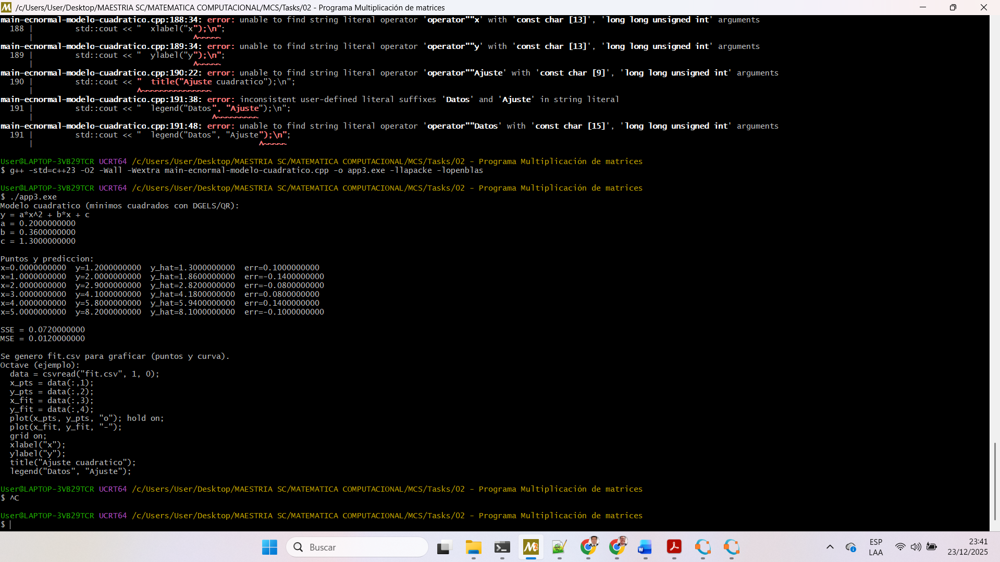 /c/Users/User/Desktop/MAESTRIA SC/MATEMATICA COMPUTACIONAL/MCS/Tasks/02 - Programa Multiplicación de matrices
main-ecnormal-modelo-cuadratico.cpp:188:34: error: unable to find string literal operator 'operator""x' with 'const char [13]', 'long long unsigned int' arguments
  188 |         std::cout << "  xlabel("x");\n";
      |                                  ^~~~~~
main-ecnormal-modelo-cuadratico.cpp:189:34: error: unable to find string literal operator 'operator""y' with 'const char [13]', 'long long unsigned int' arguments
  189 |         std::cout << "  ylabel("y");\n";
      |                                  ^~~~~~
main-ecnormal-modelo-cuadratico.cpp:190:22: error: unable to find string literal operator 'operator""Ajuste' with 'const char [9]', 'long long unsigned int' arguments
  190 |         std::cout << "  title("Ajuste cuadratico");\n";
      |                      ^~~~~~~~~~~~~~~~
main-ecnormal-modelo-cuadratico.cpp:191:38: error: inconsistent user-defined literal suffixes 'Datos' and 'Ajuste' in string literal
  191 |         std::cout << "  legend("Datos", "Ajuste");\n";
      |                                      ^~~~~~~~~~
main-ecnormal-modelo-cuadratico.cpp:191:48: error: unable to find string literal operator 'operator""Datos' with 'const char [15]', 'long long unsigned int' arguments
  191 |         std::cout << "  legend("Datos", "Ajuste");\n";
      |                                                ^~~~~~
User@LAPTOP-3VB29TCR UCRT64 /c/Users/User/Desktop/MAESTRIA SC/MATEMATICA COMPUTACIONAL/MCS/Tasks/02 - Programa Multiplicación de matrices
$ g++ -std=c++23 -O2 -Wall -Wextra main-ecnormal-modelo-cuadratico.cpp -o app3.exe -llapacke -lopenblas
User@LAPTOP-3VB29TCR UCRT64 /c/Users/User/Desktop/MAESTRIA SC/MATEMATICA COMPUTACIONAL/MCS/Tasks/02 - Programa Multiplicación de matrices
$ ./app3.exe
Modelo cuadratico (minimos cuadrados con DGELS/QR):
y = a*x^2 + b*x + c
a = 0.2000000000
b = 0.3600000000
c = 1.3000000000
Puntos y prediccion:
x=0.0000000000  y=1.2000000000  y_hat=1.3000000000  err=0.1000000000
x=1.0000000000  y=2.0000000000  y_hat=1.8600000000  err=-0.1400000000
x=2.0000000000  y=2.9000000000  y_hat=2.8200000000  err=-0.0800000000
x=3.0000000000  y=4.1000000000  y_hat=4.1800000000  err=0.0800000000
x=4.0000000000  y=5.8000000000  y_hat=5.9400000000  err=0.1400000000
x=5.0000000000  y=8.2000000000  y_hat=8.1000000000  err=-0.1000000000
SSE = 0.0720000000
MSE = 0.0120000000
Se genero fit.csv para graficar (puntos y curva).
Octave (ejemplo):
  data = csvread("fit.csv", 1, 0);
  x_pts = data(:,1);
  y_pts = data(:,2);
  x_fit = data(:,3);
  y_fit = data(:,4);
  plot(x_pts, y_pts, "o"); hold on;
  plot(x_fit, y_fit, "-");
  grid on;
  xlabel("x");
  ylabel("y");
  title("Ajuste cuadratico");
  legend("Datos", "Ajuste");
User@LAPTOP-3VB29TCR UCRT64 /c/Users/User/Desktop/MAESTRIA SC/MATEMATICA COMPUTACIONAL/MCS/Tasks/02 - Programa Multiplicación de matrices
$ ^C
User@LAPTOP-3VB29TCR UCRT64 /c/Users/User/Desktop/MAESTRIA SC/MATEMATICA COMPUTACIONAL/MCS/Tasks/02 - Programa Multiplicación de matrices
$
Buscar
ESP
LAA
23:41
23/12/2025